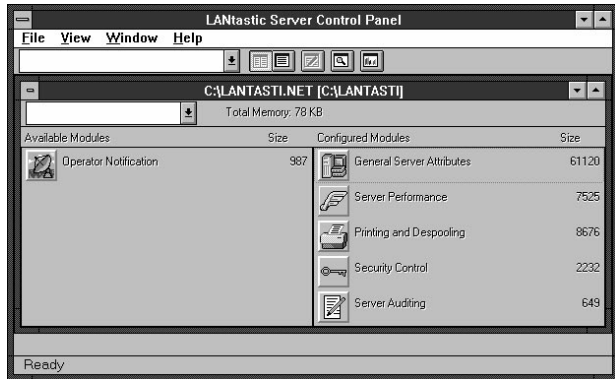 LANtastic Server Control Panel
File View Window Help
C:\LANTASTI.NET [C:\LANTASTI]
Total Memory: 78 KB
Available Modules Size Configured Modules Size
Operator Notification 987
General Server Attributes 61120
Server Performance 7525
Printing and Despooling 8676
Security Control 2232
Server Auditing 649
Ready